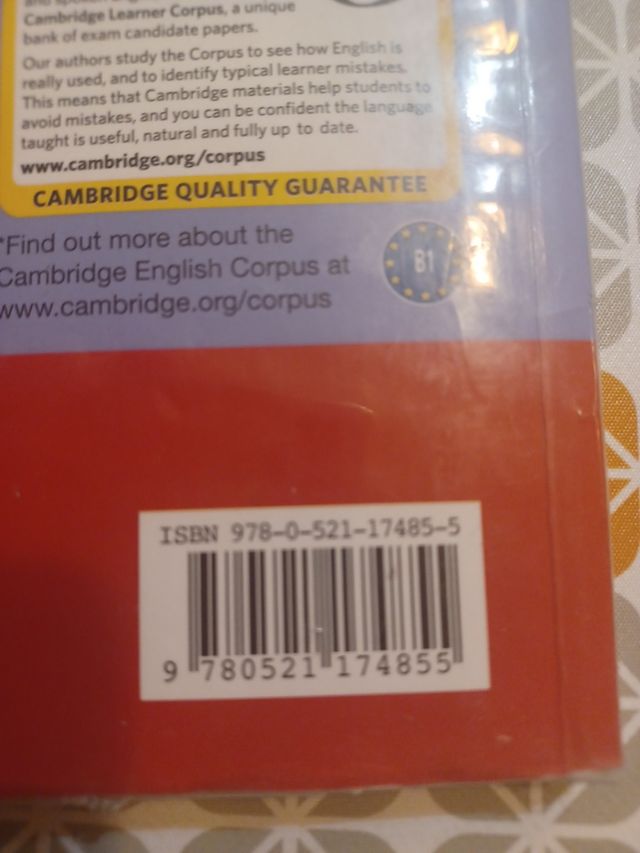 Cambridge Learner Corpus, a unique
bank of exam candidate papers.
Our authors study the Corpus to see how English is
really used, and to identify typical learner mistakes.
This means that Cambridge materials help students to
avoid mistakes, and you can be confident the language
taught is useful, natural and fully up to date.
www.cambridge.org/corpus
CAMBRIDGE QUALITY GUARANTEE
*Find out more about the
Cambridge English Corpus at
www.cambridge.org/corpus
B1
ISBN 978-0-521-17485-5
9 780521 174855